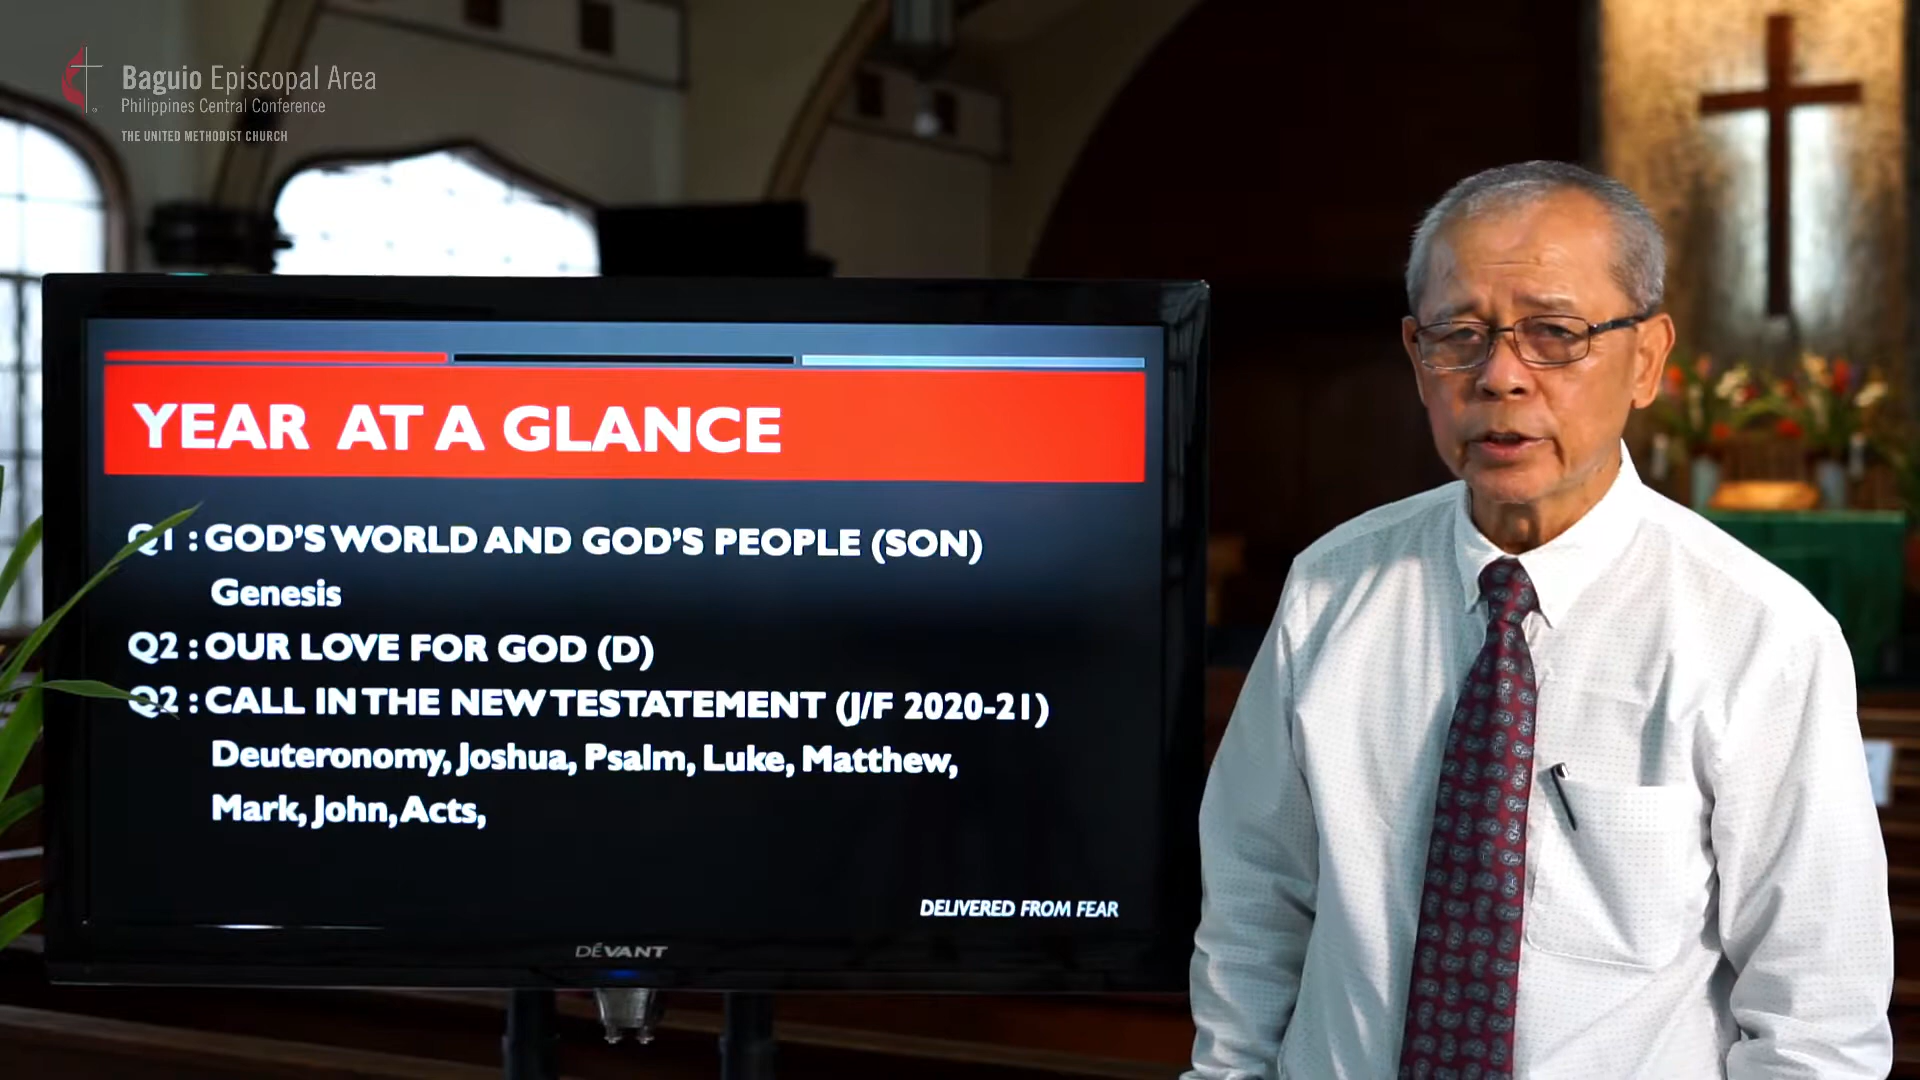 Baguio Episcopal Area
Philippines Central Conference
THE UNITED METHODIST CHURCH
YEAR AT A GLANCE
Q1 : GOD'S WORLD AND GOD'S PEOPLE (SON)
Genesis
Q2 : OUR LOVE FOR GOD (D)
Q2 : CALL IN THE NEW TESTATEMENT (J/F 2020-21)
Deuteronomy, Joshua, Psalm, Luke, Matthew,
Mark, John, Acts,
DELIVERED FROM FEAR
DEVANT